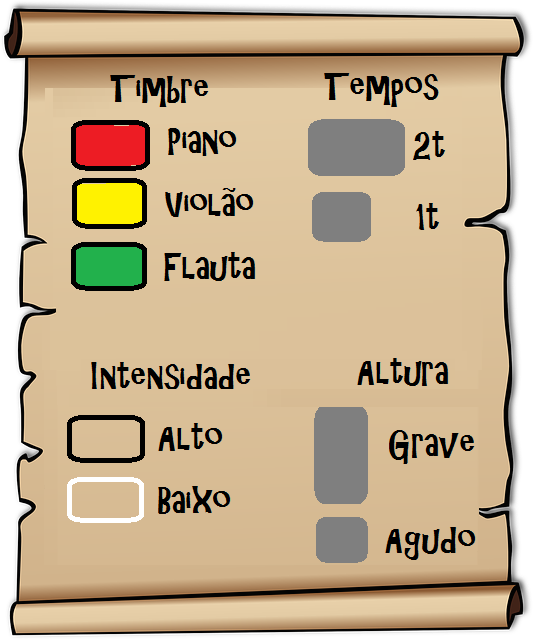 Timbre
Piano
Violão
Flauta
Tempos
2t
1t
Intensidade
Alto
Baixo
Altura
Grave
Agudo